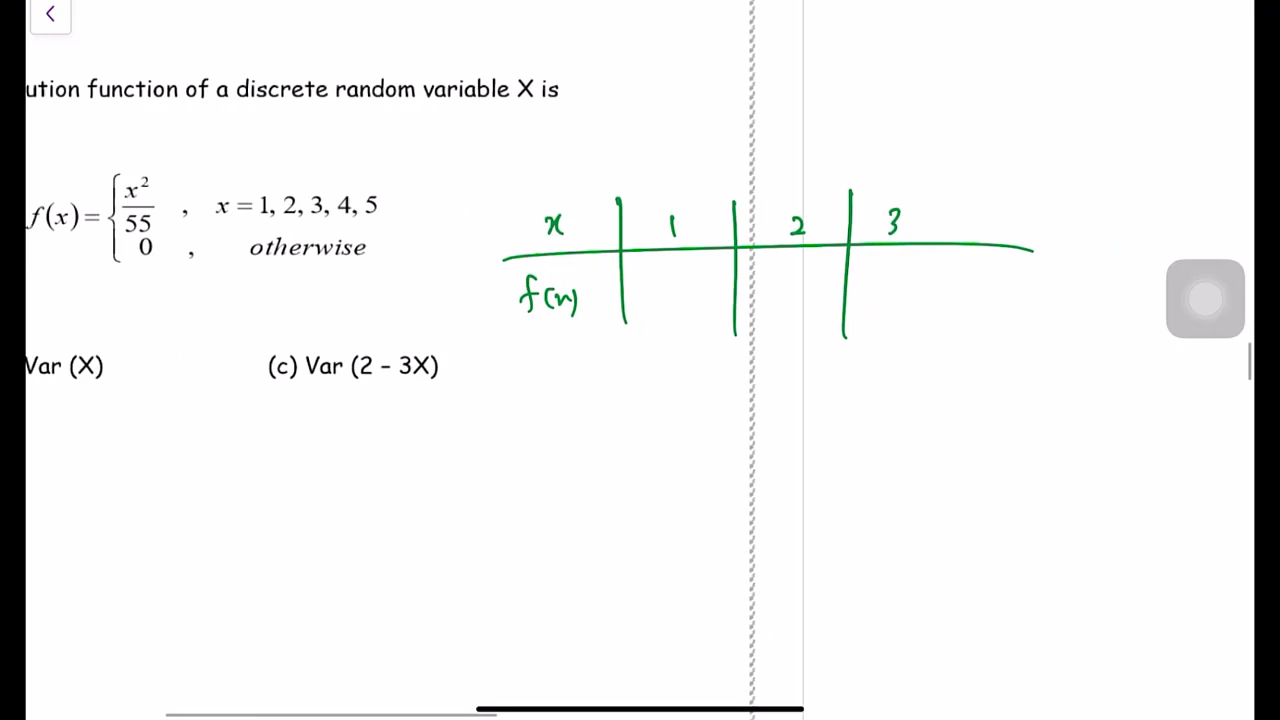 ution function of a discrete random variable X is
f(x) = { x²/55 , x = 1, 2, 3, 4, 5
0 , otherwise
x 1 2 3
f(x)
Var (X) (c) Var (2 - 3X)